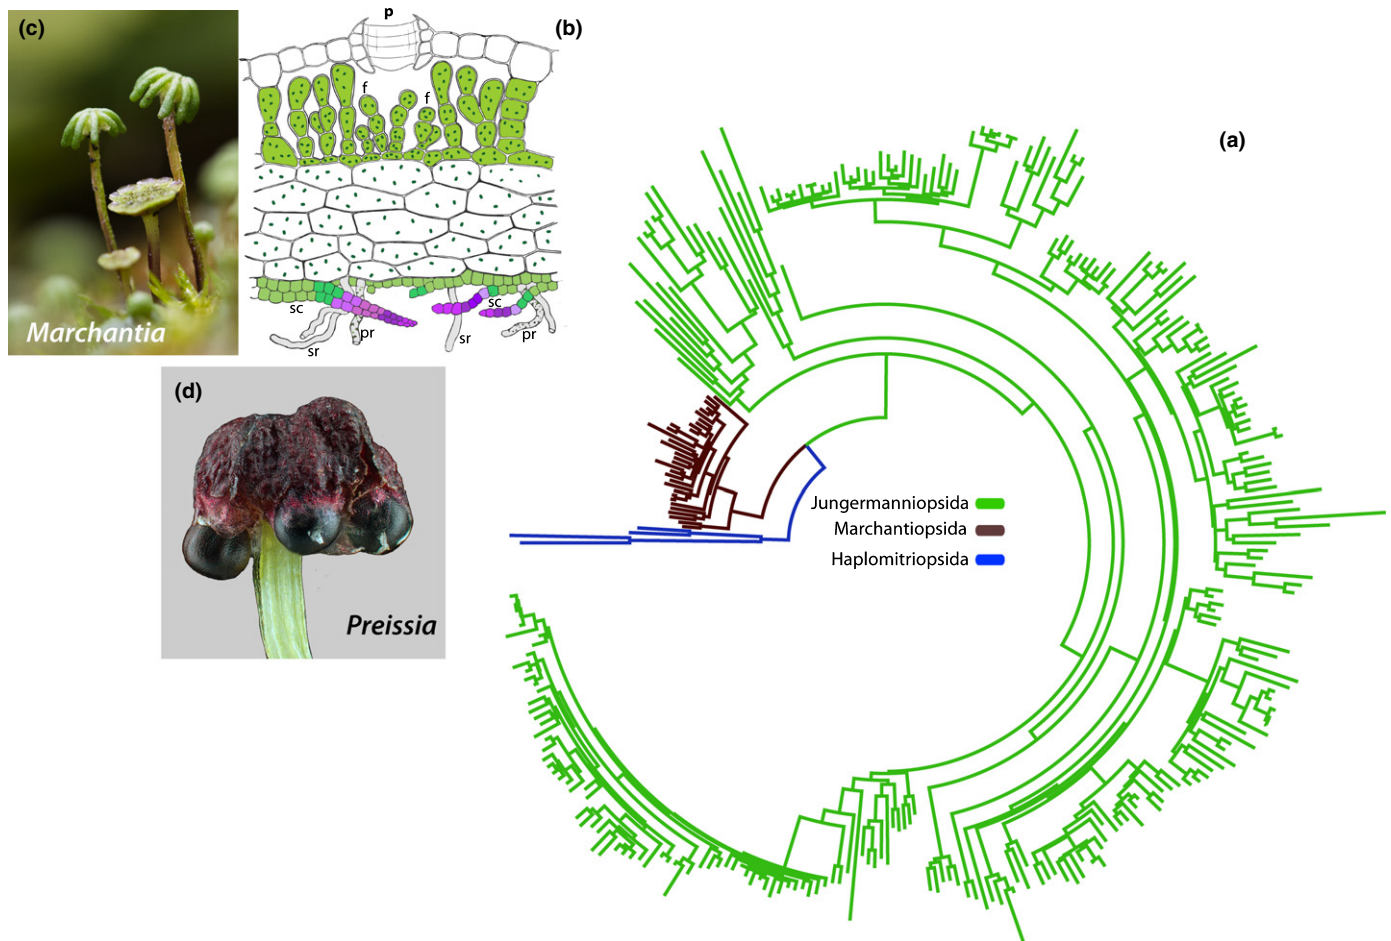 (c)
p
(b)
f
f
(a)
sc
sc
sr
pr
sr
pr
Marchantia
(d)
Preissia
Jungermanniopsida
Marchantiopsida
Haplomitriopsida